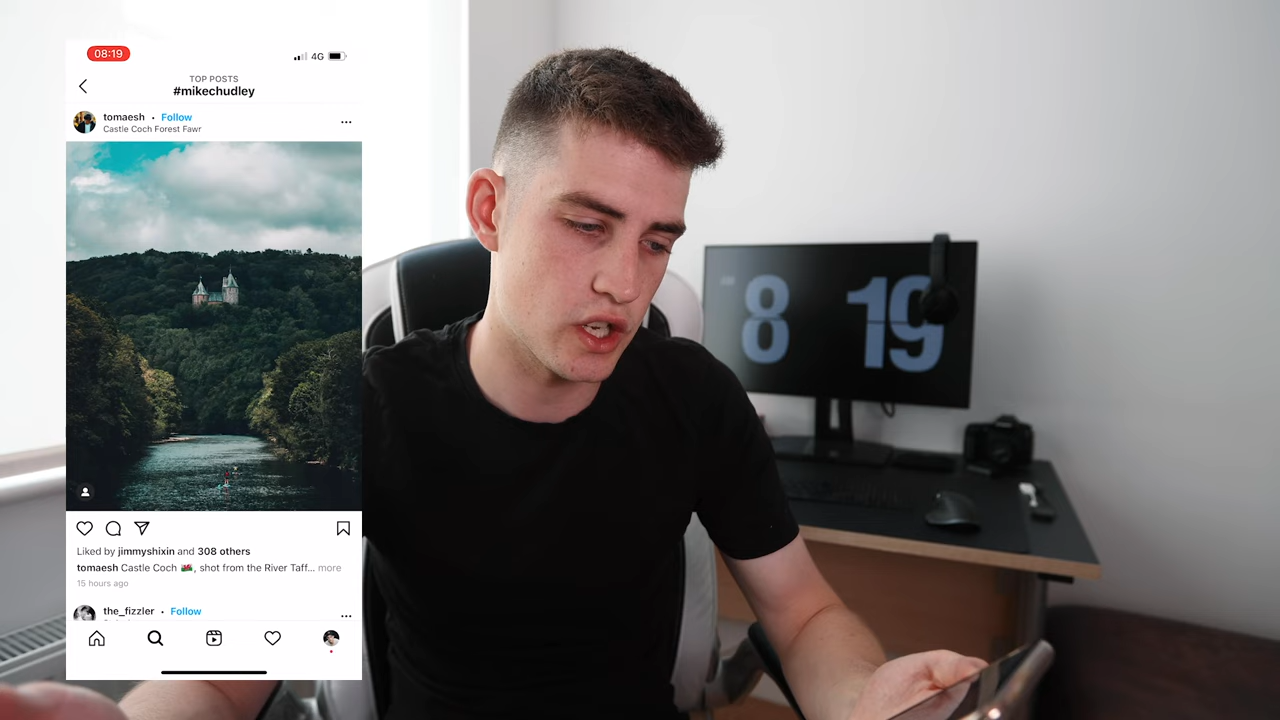 08:19
4G
TOP POSTS
#mikechudley
tomaesh • Follow
Castle Coch Forest Fawr
Liked by jimmyshixin and 308 others
tomaesh Castle Coch 🏴󠁧󠁢󠁷󠁬󠁳󠁿, shot from the River Taff... more
15 hours ago
the_fizzler • Follow
8 19